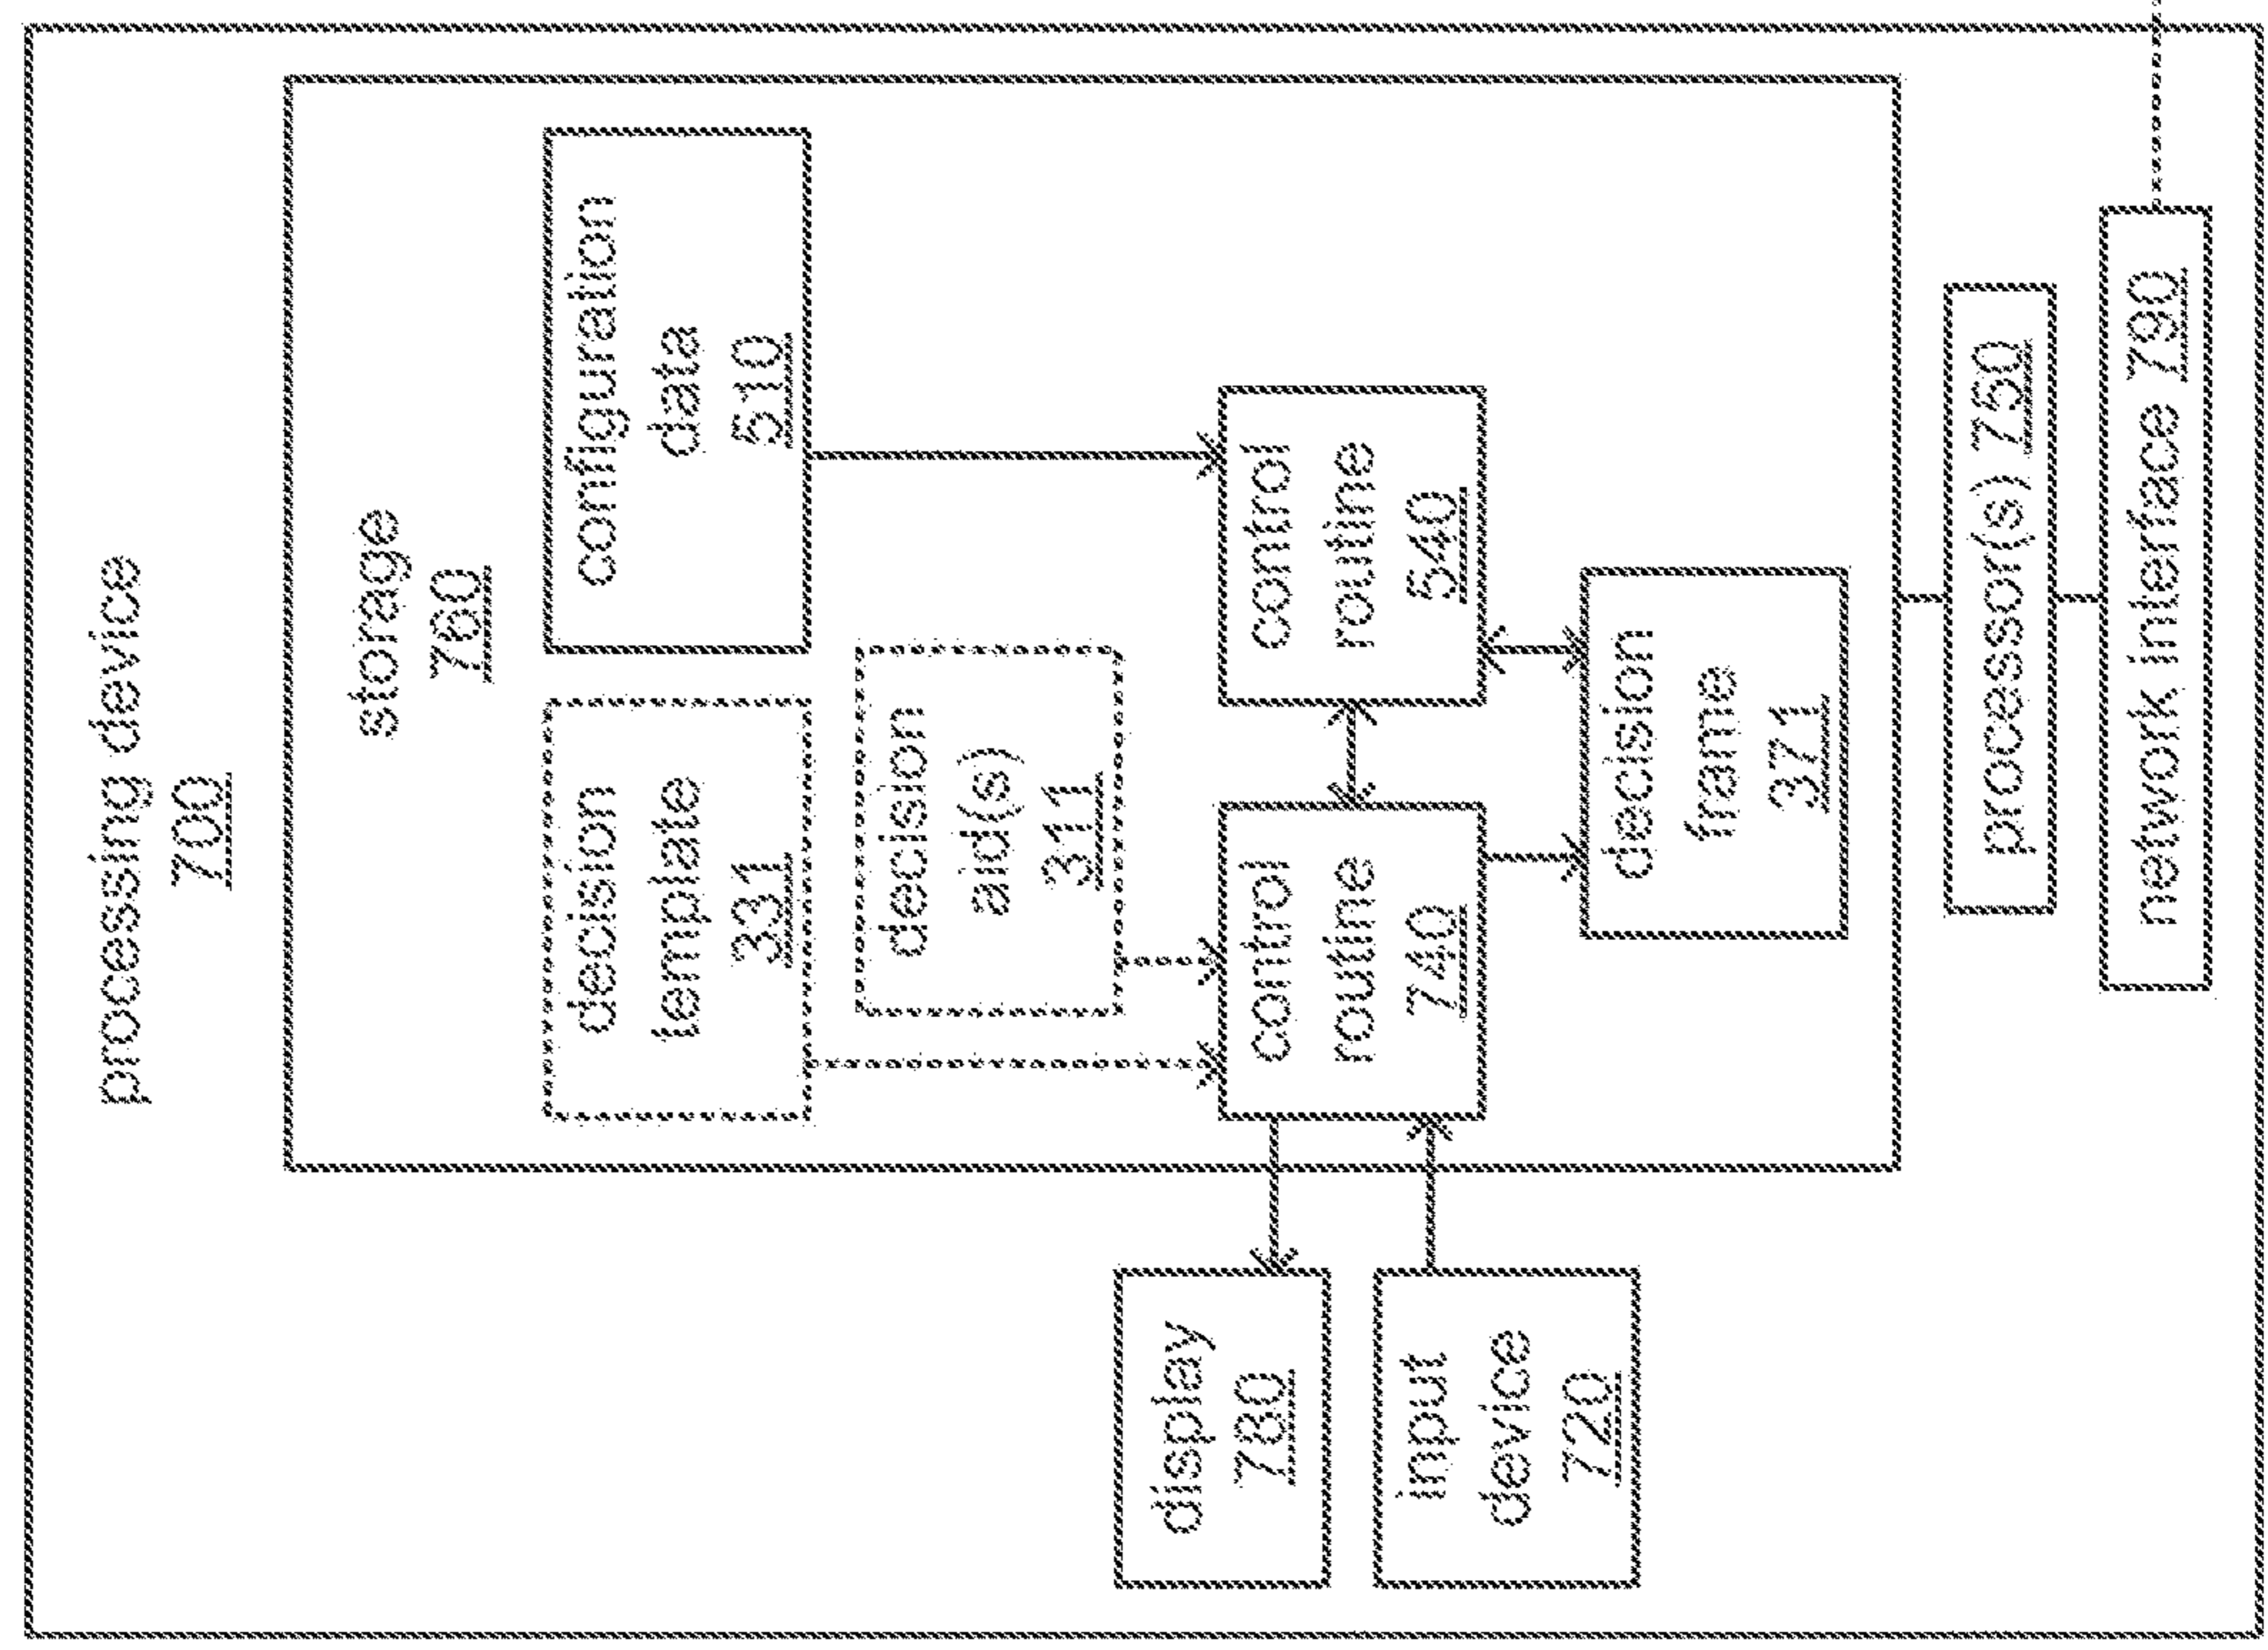 processing device
700
storage
760
decision
template
331
configuration
data
510
decision
aid(s)
311
display
780
input
device
720
control
routine
740
control
routine
540
decision
frame
371
processor(s) 750
network interface 790